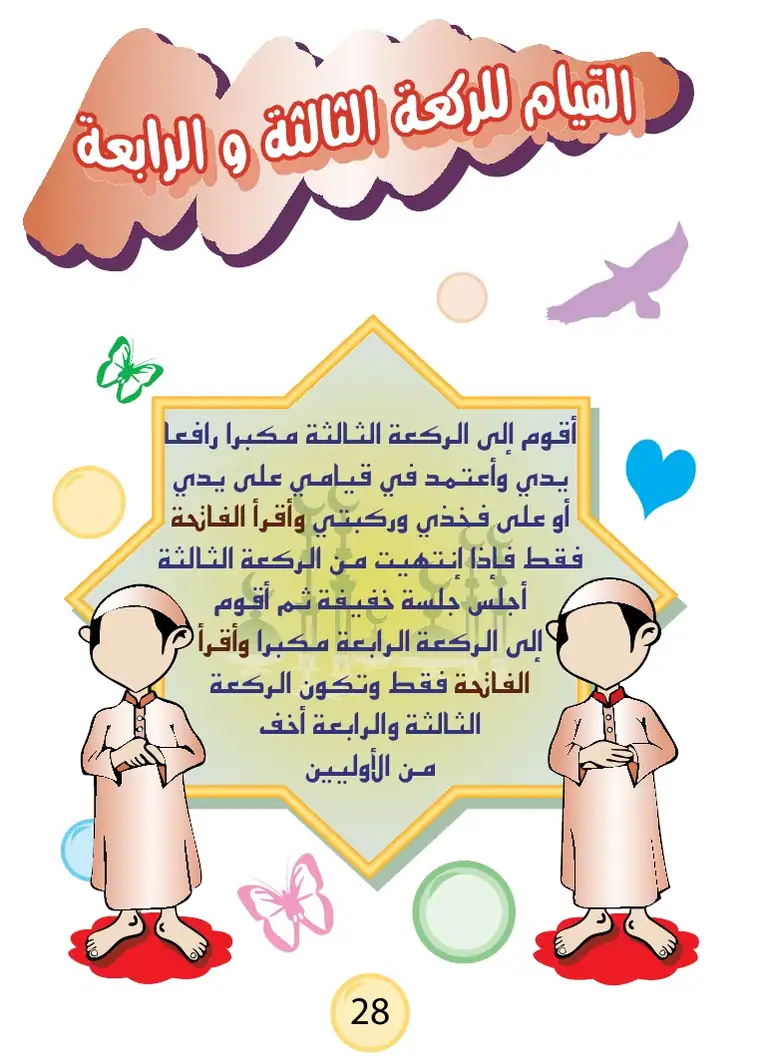 القيام للركعة الثالثة و الرابعة
أقوم إلى الركعة الثالثة مكبرا رافعا
يدي وأعتمد في قيامي على يدي
أو على فخذي وركبتي وأقرأ الفاتحة
فقط فإذا إنتهيت من الركعة الثالثة
أجلس جلسة خفيفة ثم أقوم
إلى الركعة الرابعة مكبرا وأقرأ
الفاتحة فقط وتكون الركعة
الثالثة والرابعة أخف
من الأوليين
28